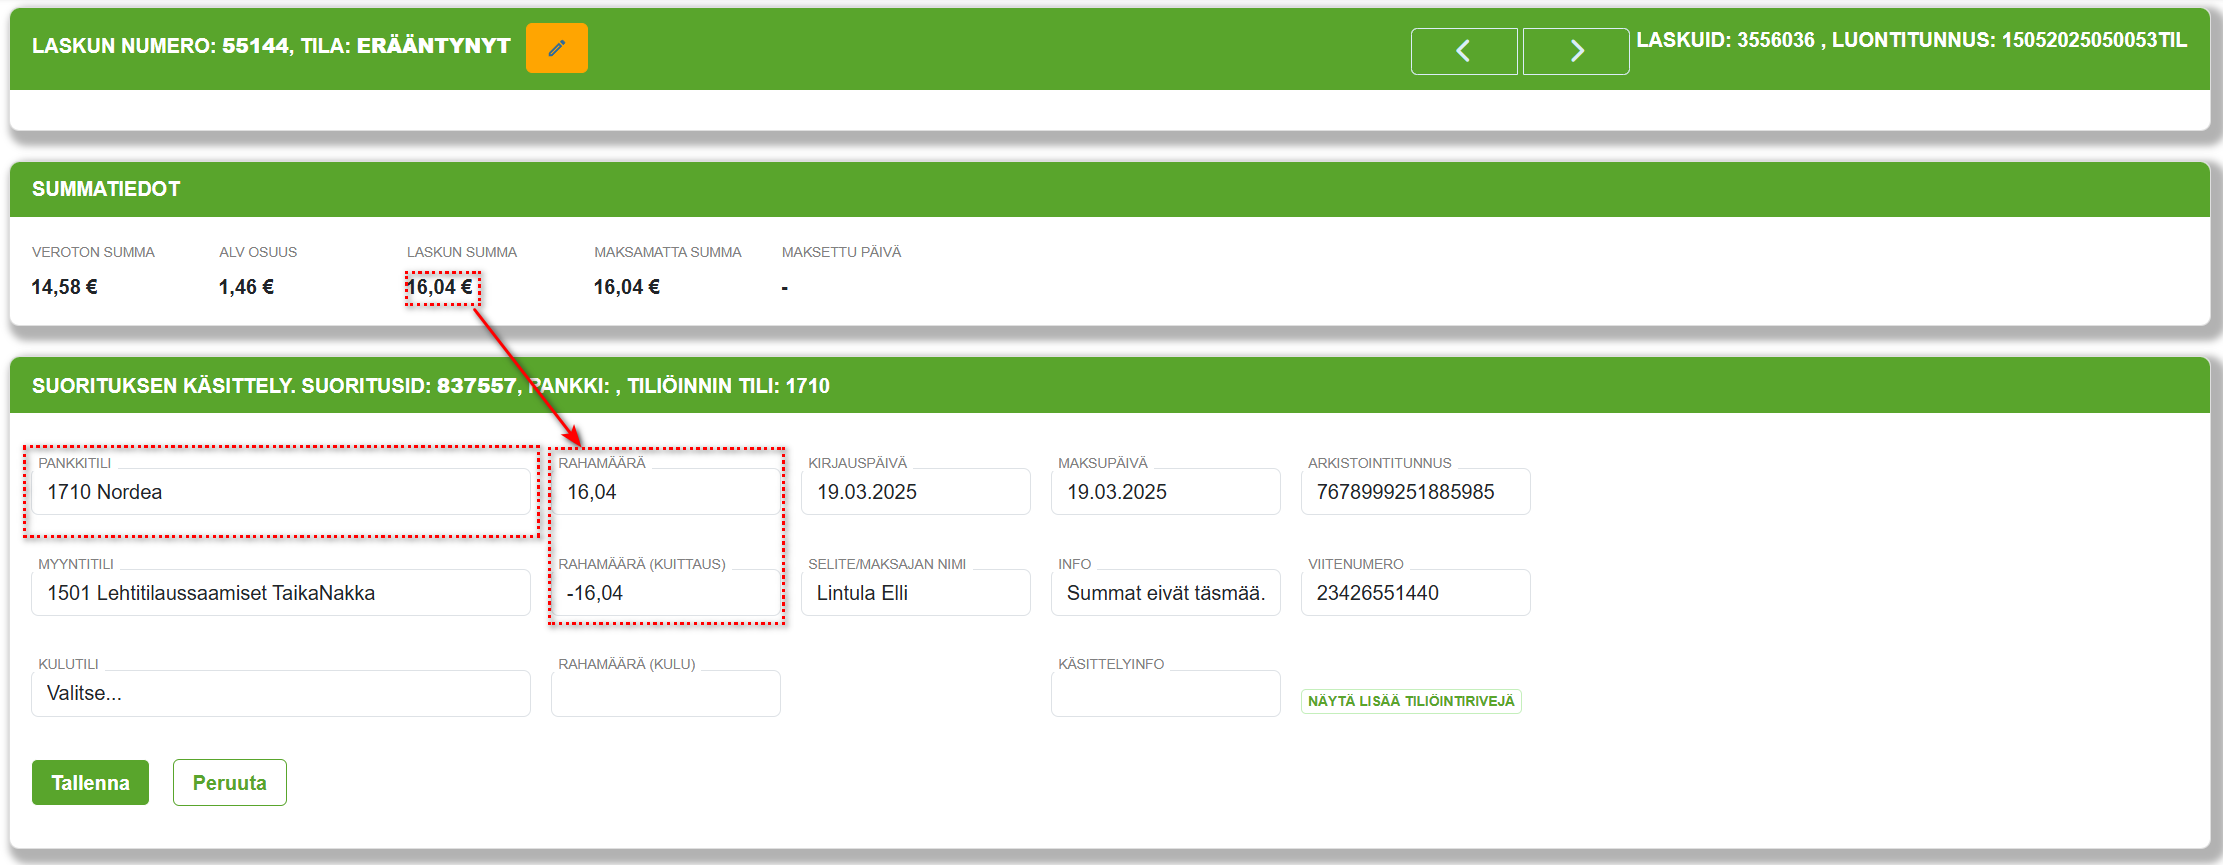 LASKUN NUMERO: 55144, TILA: ERÄÄNTYNYT
LASKUID: 3556036 , LUONTITUNNUS: 15052025050053TIL
SUMMATIEDOT
VEROTON SUMMA
ALV OSUUS
LASKUN SUMMA
MAKSAMATTA SUMMA
MAKSETTU PÄIVÄ
14,58 €
1,46 €
16,04 €
16,04 €
-
SUORITUKSEN KÄSITTELY. SUORITUSID: 837557, PANKKI: , TILIÖINNIN TILI: 1710
PANKKITILI
RAHAMÄÄRÄ
KIRJAUSPÄIVÄ
MAKSUPÄIVÄ
ARKISTOINTITUNNUS
1710 Nordea
16,04
19.03.2025
19.03.2025
7678999251885985
MYYNTITILI
RAHAMÄÄRÄ (KUITTAUS)
SELITE/MAKSAJAN NIMI
INFO
VIITENUMERO
1501 Lehtitilaussaamiset TaikaNakka
-16,04
Lintula Elli
Summat eivät täsmää.
23426551440
KULUTILI
RAHAMÄÄRÄ (KULU)
KÄSITTELYINFO
Valitse...
NÄYTÄ LISÄÄ TILIÖINTIRIVEJÄ
Tallenna
Peruuta